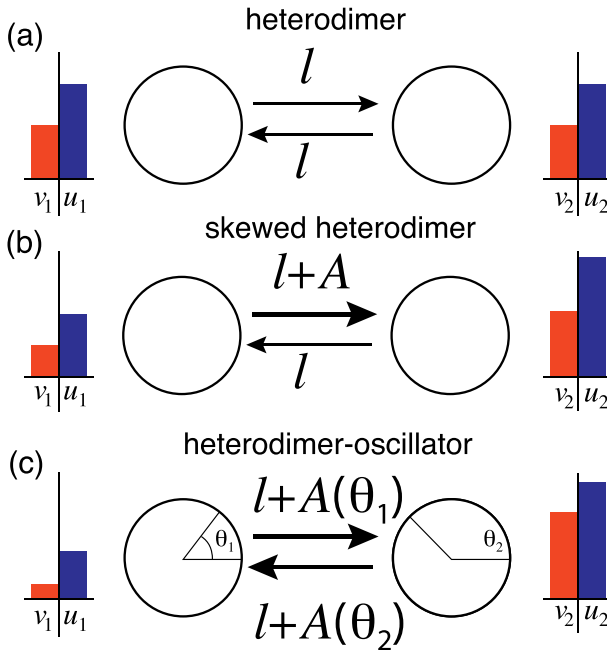 (a)
heterodimer
l
l
v₁ u₁
v₂ u₂
(b)
skewed heterodimer
l+A
l
v₁ u₁
v₂ u₂
(c)
heterodimer-oscillator
l+A(θ₁)
θ₁
θ₂
l+A(θ₂)
v₁ u₁
v₂ u₂